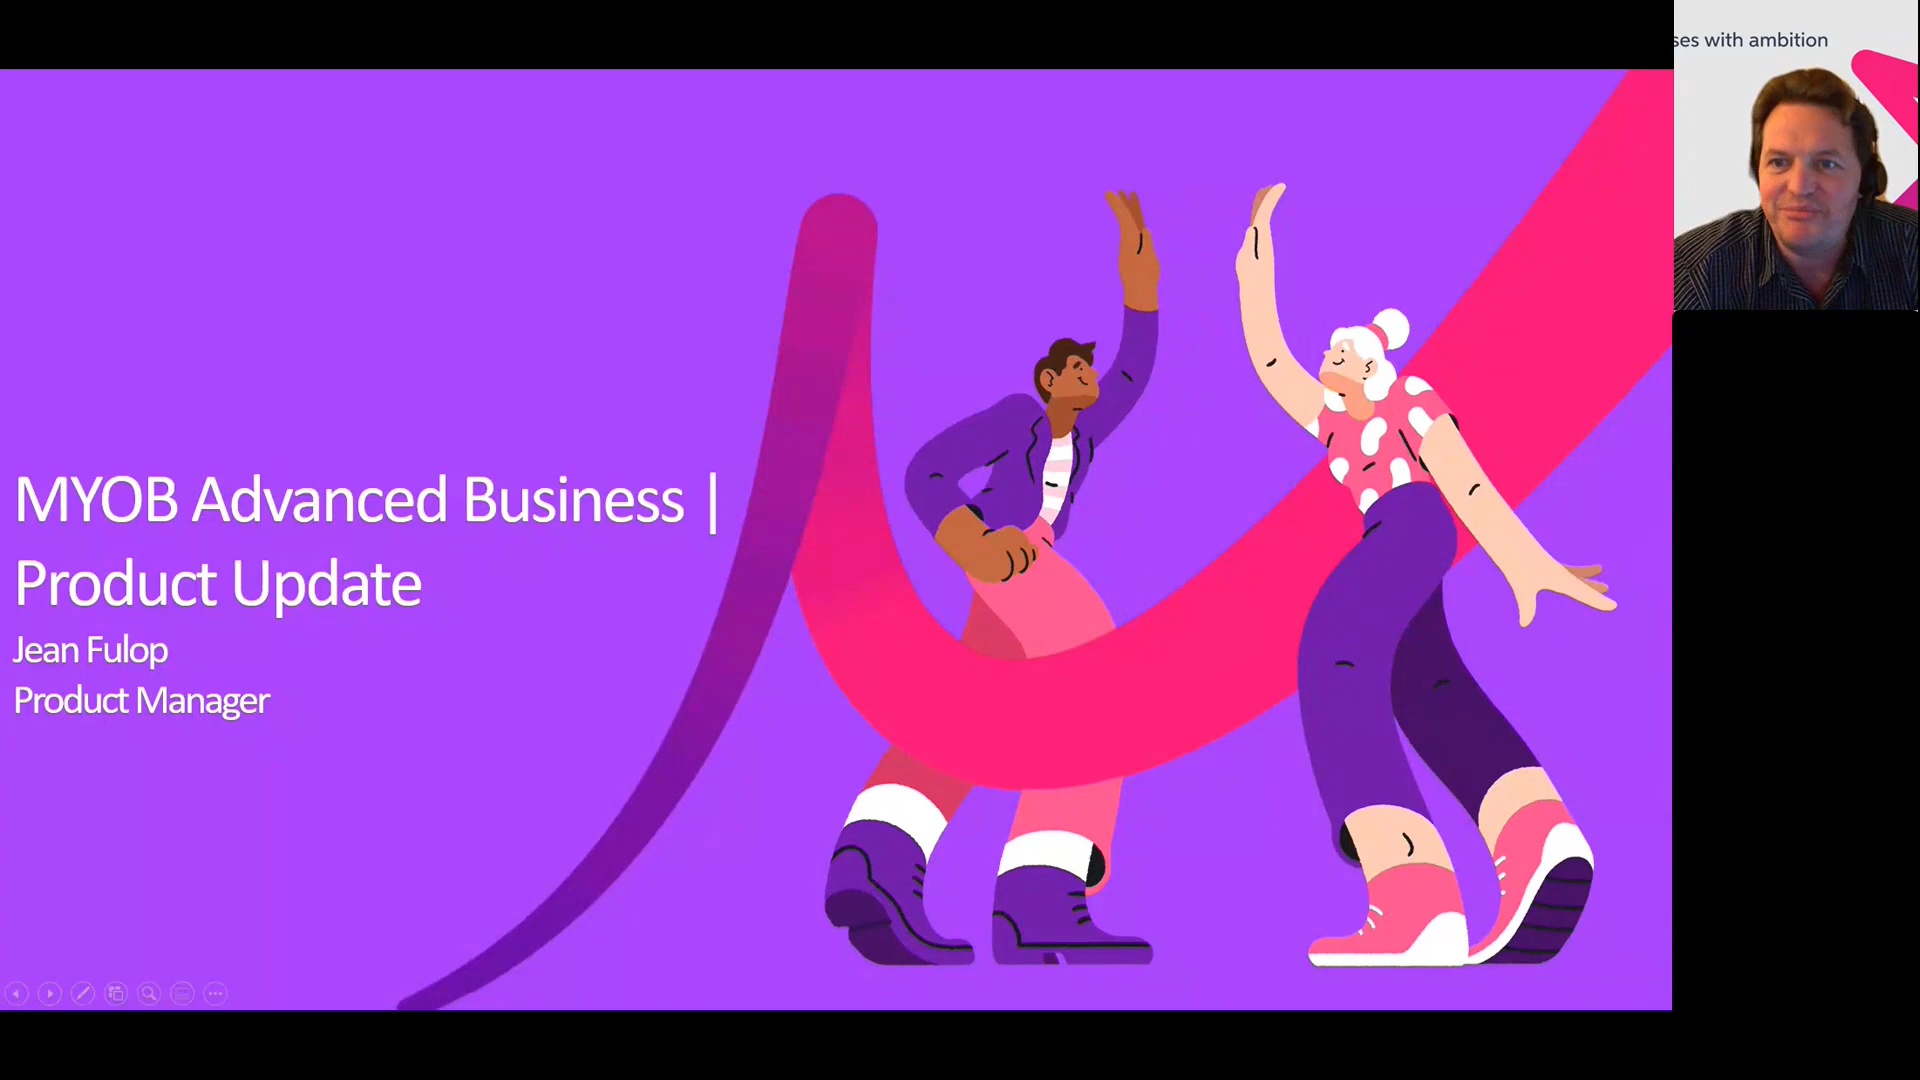 ses with ambition
MYOB Advanced Business |
Product Update
Jean Fulop
Product Manager